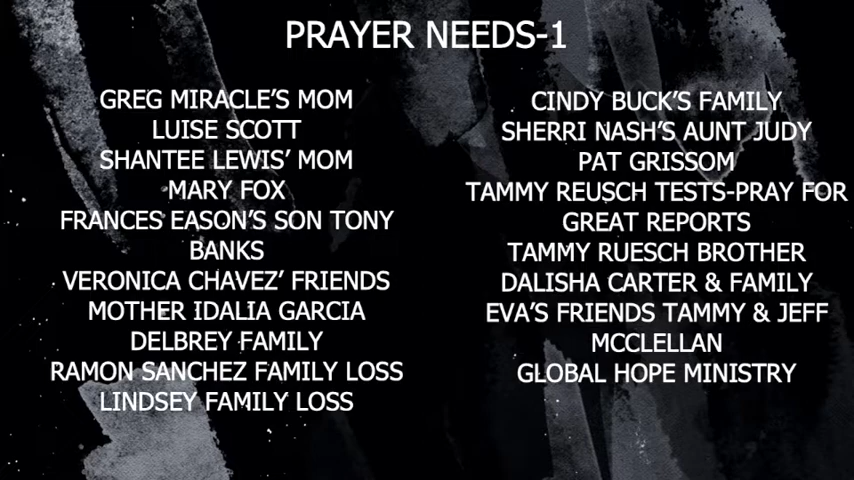 PRAYER NEEDS-1
GREG MIRACLE'S MOM
LUISE SCOTT
SHANTEE LEWIS' MOM
MARY FOX
FRANCES EASON'S SON TONY
BANKS
VERONICA CHAVEZ' FRIENDS
MOTHER IDALIA GARCIA
DELBREY FAMILY
RAMON SANCHEZ FAMILY LOSS
LINDSEY FAMILY LOSS
CINDY BUCK'S FAMILY
SHERRI NASH'S AUNT JUDY
PAT GRISSOM
TAMMY REUSCH TESTS-PRAY FOR
GREAT REPORTS
TAMMY RUESCH BROTHER
DALISHA CARTER & FAMILY
EVA'S FRIENDS TAMMY & JEFF
MCCLELLAN
GLOBAL HOPE MINISTRY